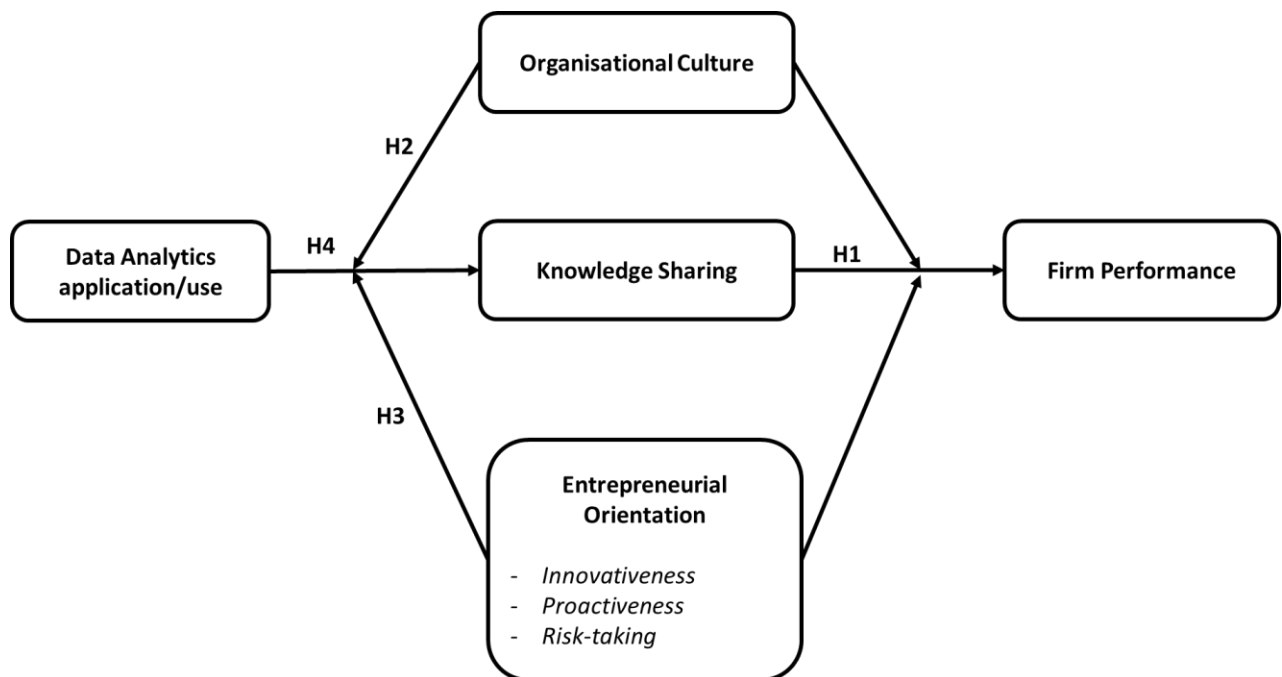 Organisational Culture
H2
Data Analytics
application/use
H4
Knowledge Sharing
H1
Firm Performance
H3
Entrepreneurial
Orientation
- Innovativeness
- Proactiveness
- Risk-taking